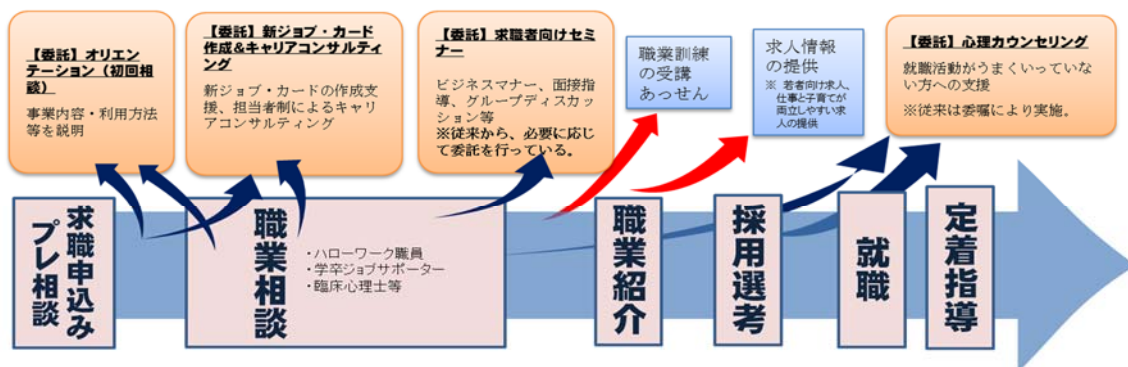 【委託】オリエン
テーション（初回相
談）
事業内容・利用方法
等を説明
【委託】新ジョブ・カード
作成&キャリアコンサルティ
ング
新ジョブ・カードの作成支
援、担当者制によるキャリ
アコンサルティング
【委託】求職者向けセミ
ナー
ビジネスマナー、面接指
導、グループディスカッ
ション等
※従来から、必要に応じ
て委託を行っている。
職業訓練
の受講
あっせん
求人情報
の提供
※ 若者向け求人、
仕事と子育てが
両立しやすい求
人の提供
【委託】心理カウンセリング
就職活動がうまくいっていな
い方への支援
※従来は委嘱により実施。
求職申込み
プレ相談
職業相談
・ハローワーク職員
・学卒ジョブサポーター
・臨床心理士等
職業紹介
採用選考
就職
定着指導